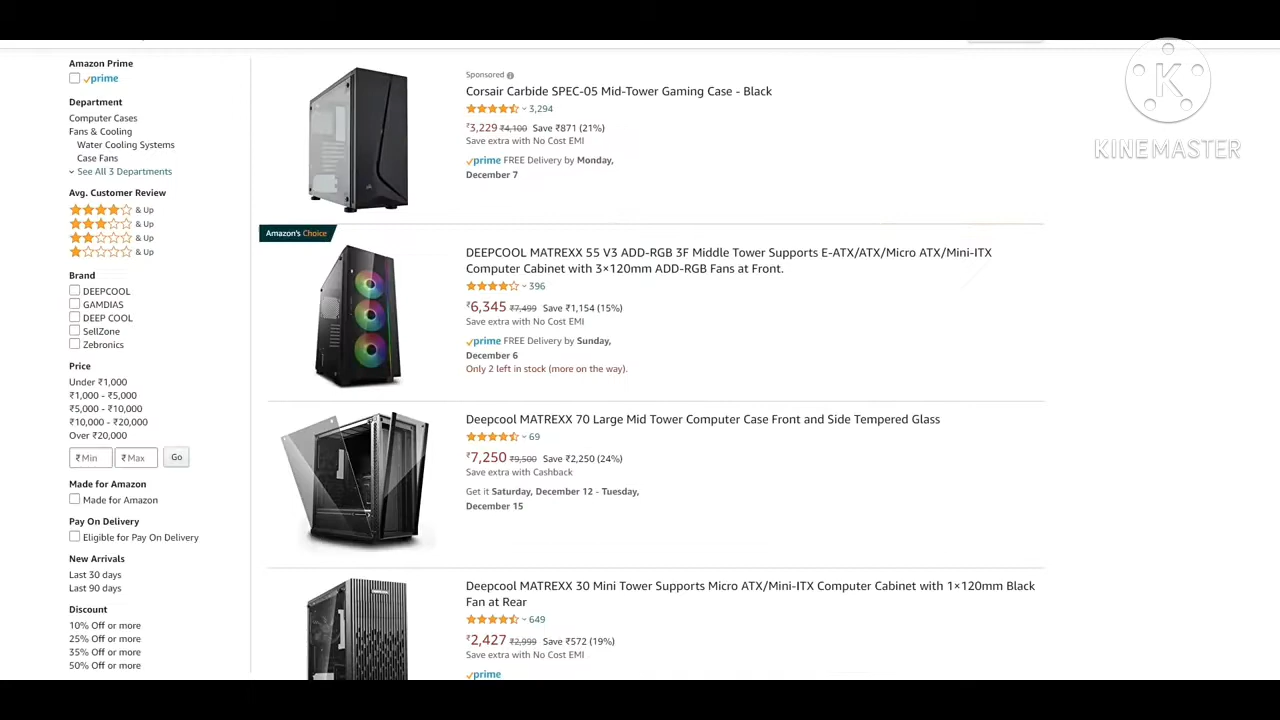 Amazon Prime
prime
Department
Computer Cases
Fans & Cooling
Water Cooling Systems
Case Fans
See All 3 Departments
Avg. Customer Review
& Up
& Up
& Up
& Up
Brand
DEEPCOOL
GAMDIAS
DEEP COOL
SellZone
Zebronics
Price
Under ₹1,000
₹1,000 - ₹5,000
₹5,000 - ₹10,000
₹10,000 - ₹20,000
Over ₹20,000
₹ Min ₹ Max Go
Made for Amazon
Made for Amazon
Pay On Delivery
Eligible for Pay On Delivery
New Arrivals
Last 30 days
Last 90 days
Discount
10% Off or more
25% Off or more
35% Off or more
50% Off or more
Sponsored
Corsair Carbide SPEC-05 Mid-Tower Gaming Case - Black
3,294
₹3,229 ₹4,100 Save ₹871 (21%)
Save extra with No Cost EMI
prime FREE Delivery by Monday,
December 7
Amazon's Choice
DEEPCOOL MATREXX 55 V3 ADD-RGB 3F Middle Tower Supports E-ATX/ATX/Micro ATX/Mini-ITX
Computer Cabinet with 3×120mm ADD-RGB Fans at Front.
396
₹6,345 ₹7,499 Save ₹1,154 (15%)
Save extra with No Cost EMI
prime FREE Delivery by Sunday,
December 6
Only 2 left in stock (more on the way).
Deepcool MATREXX 70 Large Mid Tower Computer Case Front and Side Tempered Glass
69
₹7,250 ₹9,500 Save ₹2,250 (24%)
Save extra with Cashback
Get it Saturday, December 12 - Tuesday,
December 15
Deepcool MATREXX 30 Mini Tower Supports Micro ATX/Mini-ITX Computer Cabinet with 1×120mm Black
Fan at Rear
649
₹2,427 ₹2,999 Save ₹572 (19%)
Save extra with No Cost EMI
prime
K
KINEMASTER